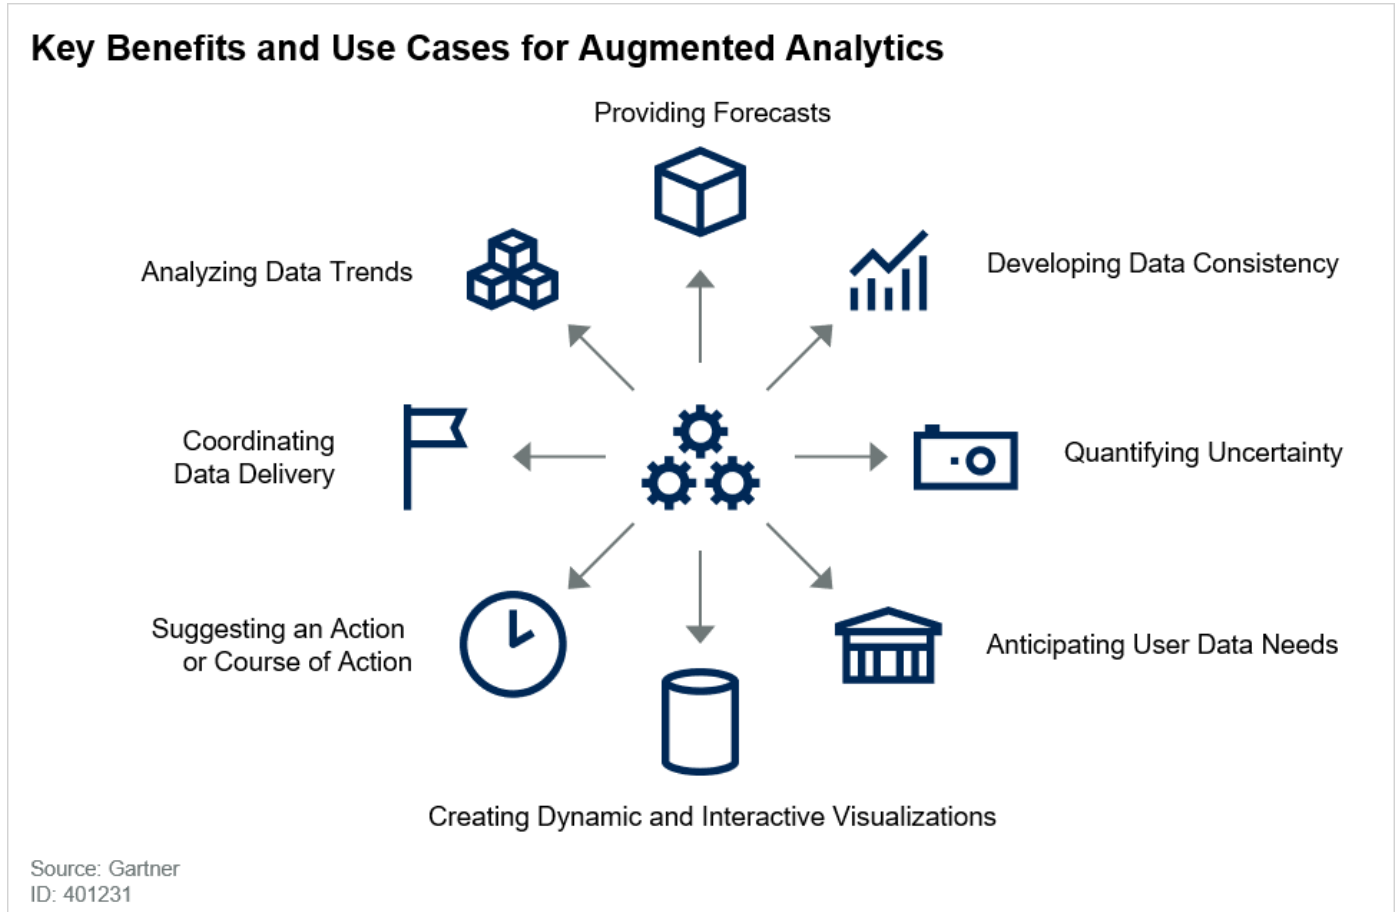 Key Benefits and Use Cases for Augmented Analytics
Providing Forecasts
Analyzing Data Trends
Developing Data Consistency
Coordinating
Data Delivery
Quantifying Uncertainty
Suggesting an Action
or Course of Action
Anticipating User Data Needs
Creating Dynamic and Interactive Visualizations
Source: Gartner
ID: 401231